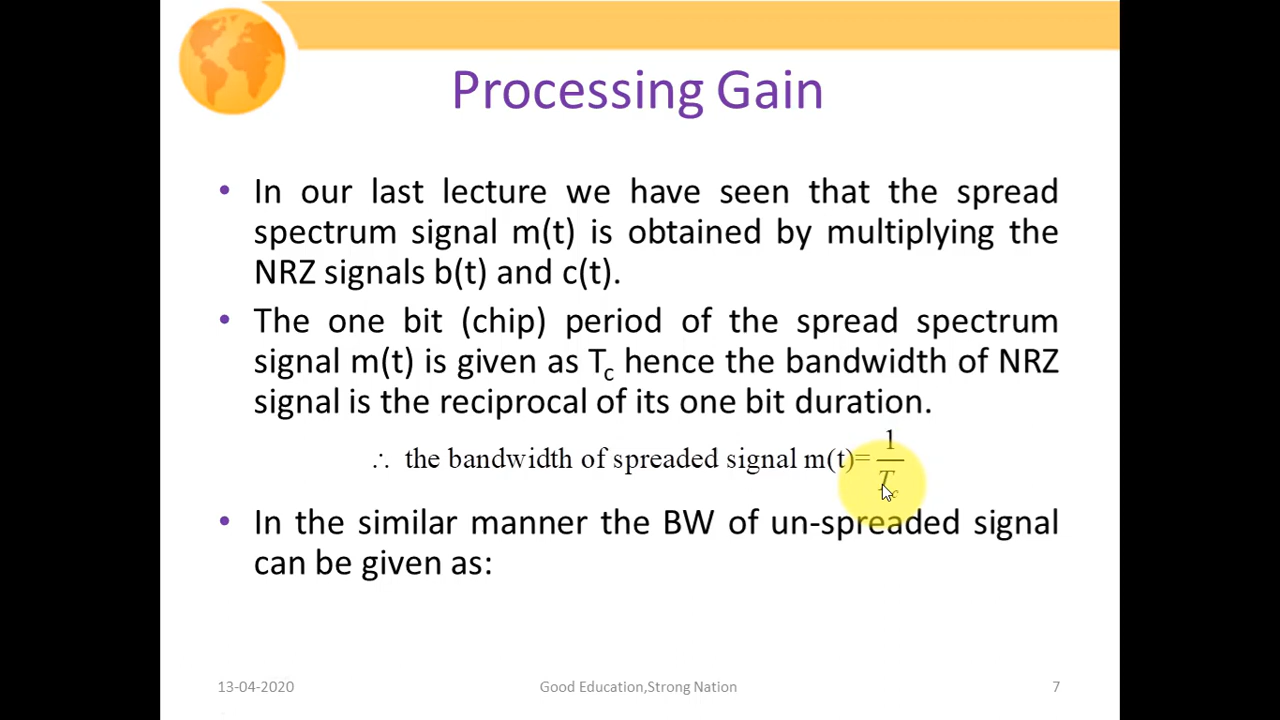 Processing Gain
• In our last lecture we have seen that the spread
spectrum signal m(t) is obtained by multiplying the
NRZ signals b(t) and c(t).
• The one bit (chip) period of the spread spectrum
signal m(t) is given as Tc hence the bandwidth of NRZ
signal is the reciprocal of its one bit duration.
∴ the bandwidth of spreaded signal m(t)= 1/Tc
• In the similar manner the BW of un-spreaded signal
can be given as:
13-04-2020 Good Education,Strong Nation 7